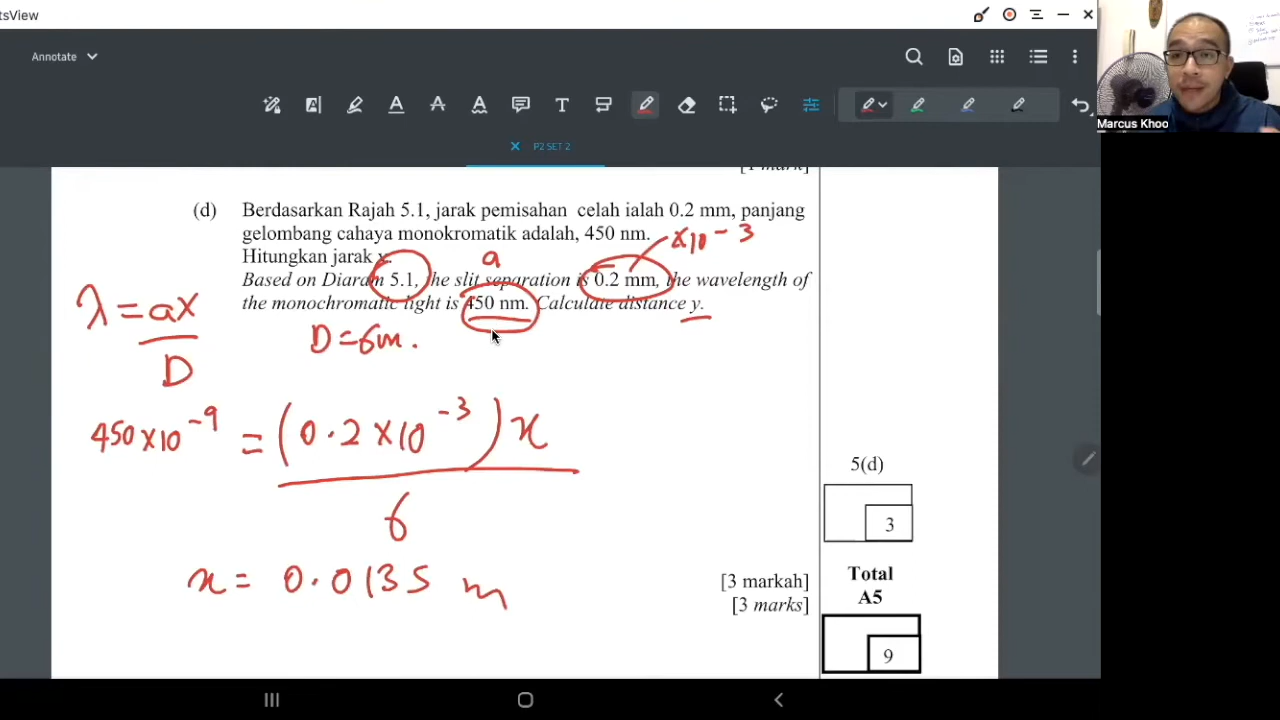 tsView
Annotate
Marcus Khoo
P2 SET 2
[1 mark]
(d) Berdasarkan Rajah 5.1, jarak pemisahan celah ialah 0.2 mm, panjang
gelombang cahaya monokromatik adalah, 450 nm.
×10 -3
Hitungkan jarak y.
a
Based on Diaram 5.1, the slit separation is 0.2 mm, the wavelength of
the monochromatic light is 450 nm. Calculate distance y.
λ = ax
D
D = 6m.
450×10⁻⁹ = (0.2×10⁻³)x
6
5(d)
3
x = 0.0135 m
[3 markah]
[3 marks]
Total
A5
9